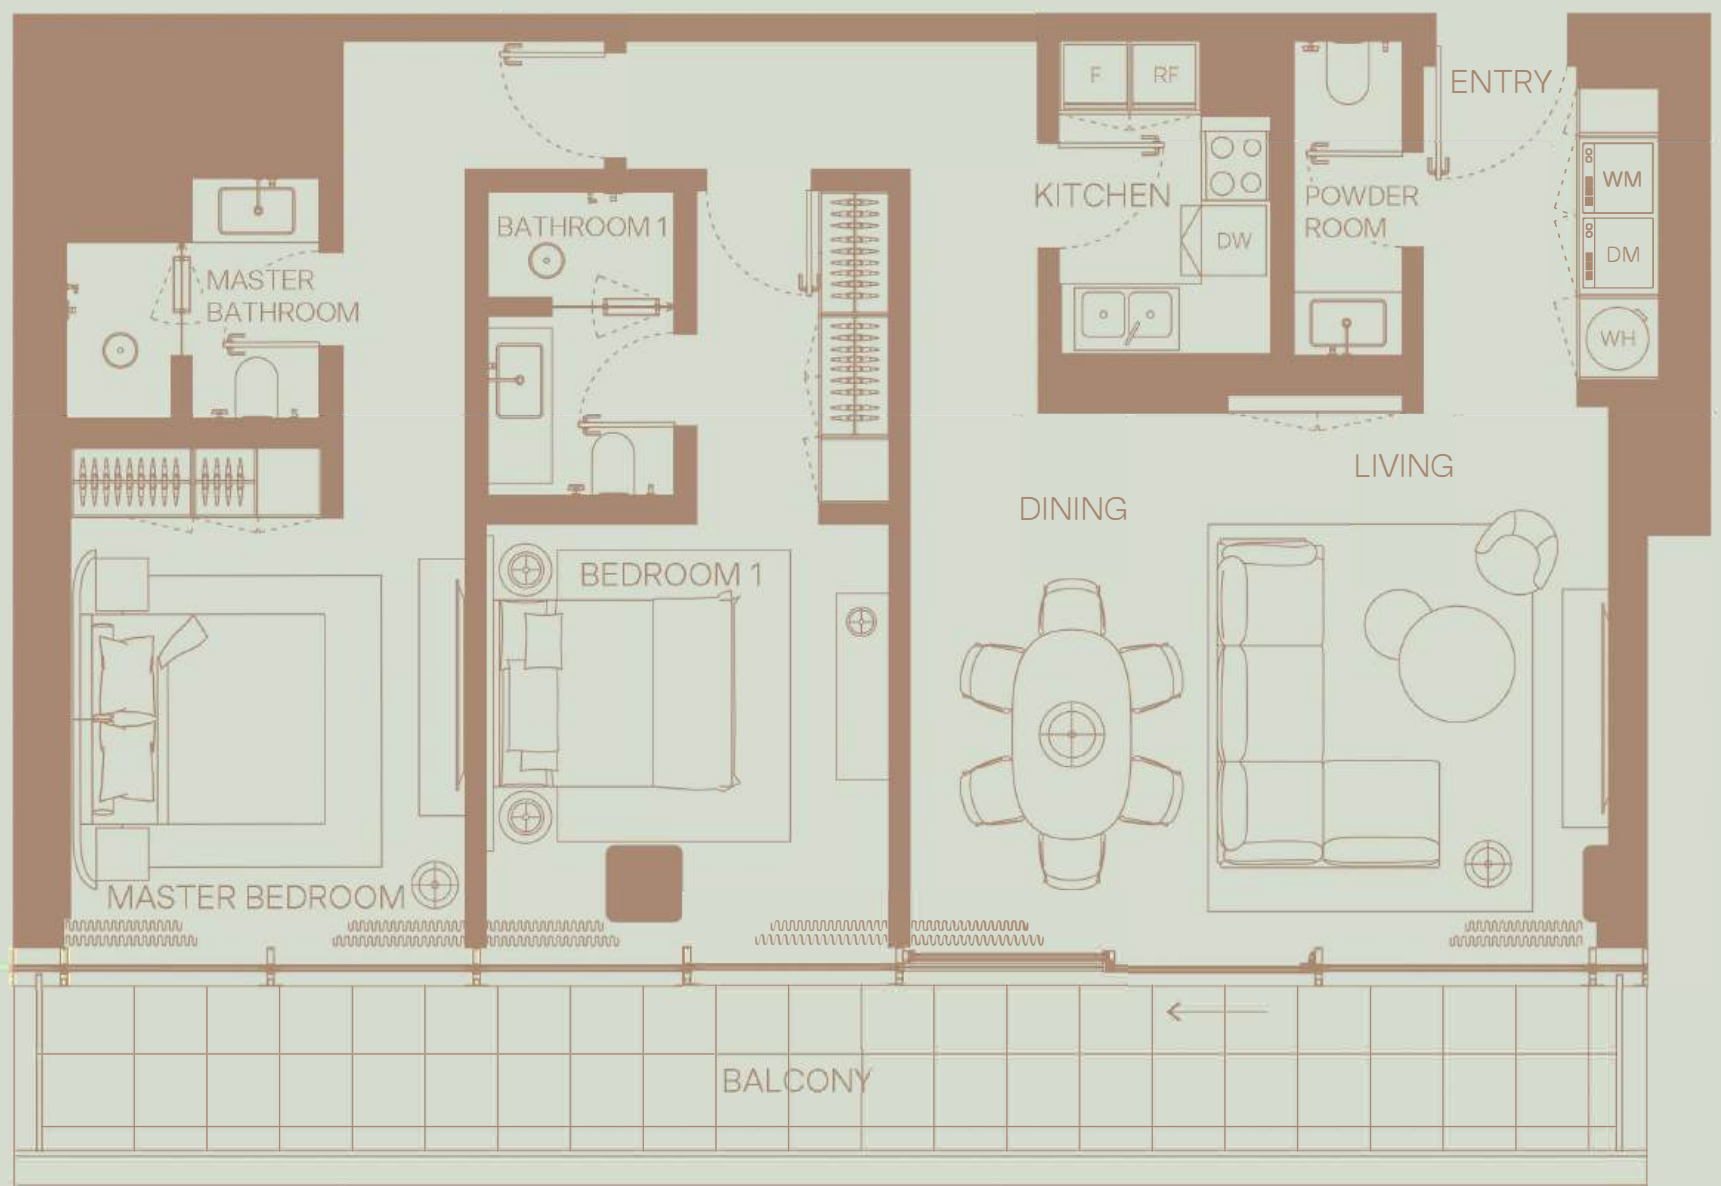 ENTRY
F
RF
WM
KITCHEN
POWDER
ROOM
BATHROOM 1
DW
DM
MASTER
BATHROOM
WH
LIVING
DINING
BEDROOM 1
MASTER BEDROOM
BALCONY